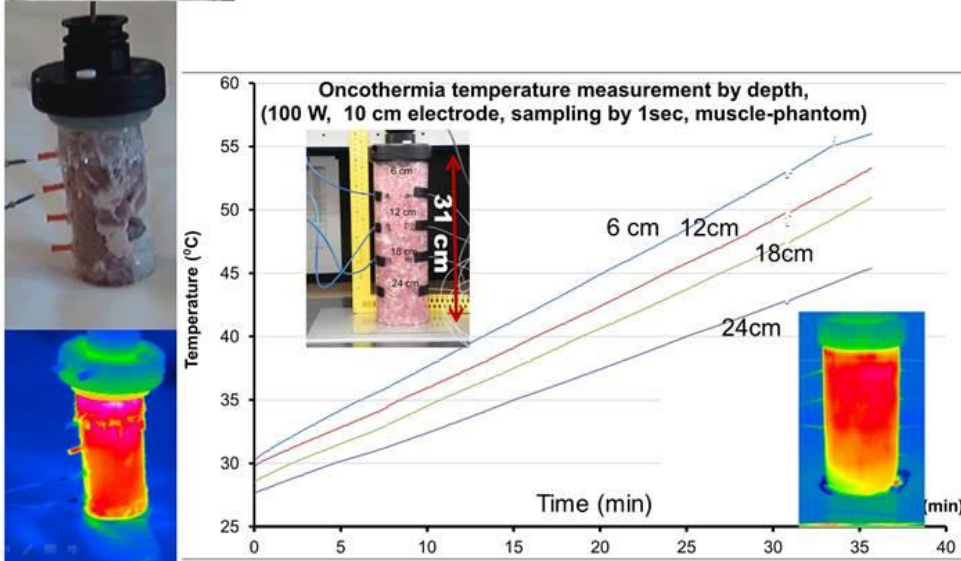 Oncothermia temperature measurement by depth,
(100 W, 10 cm electrode, sampling by 1sec, muscle-phantom)
60
55
50
45
40
35
30
25
Temperature (⁰C)
6 cm
12 cm
18 cm
24 cm
31 cm
6 cm
12cm
18cm
24cm
Time (min)
(min)
0
5
10
15
20
25
30
35
40